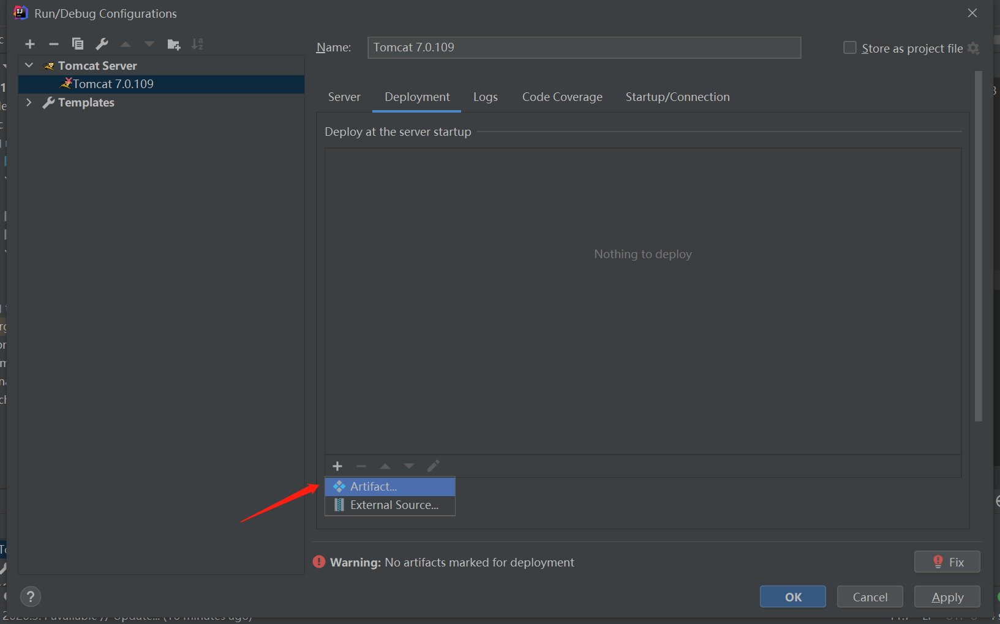 Run/Debug Configurations
Name: Tomcat 7.0.109
Store as project file
Tomcat Server
Tomcat 7.0.109
Templates
Server Deployment Logs Code Coverage Startup/Connection
Deploy at the server startup
Nothing to deploy
Artifact...
External Source...
Warning: No artifacts marked for deployment
Fix
?
OK Cancel Apply